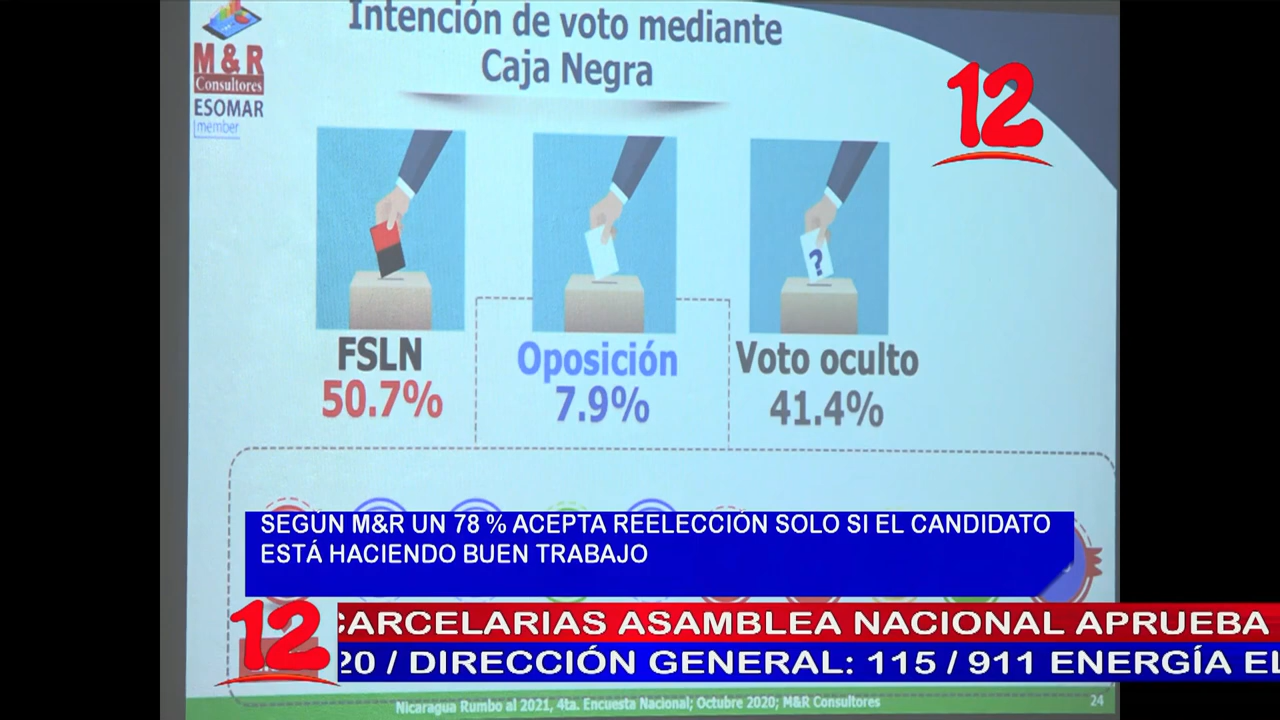 Intención de voto mediante
Caja Negra
M&R
Consultores
ESOMAR
member
12
?
FSLN
50.7%
Oposición
7.9%
Voto oculto
41.4%
SEGÚN M&R UN 78 % ACEPTA REELECCIÓN SOLO SI EL CANDIDATO
ESTÁ HACIENDO BUEN TRABAJO
12
CARCELARIAS ASAMBLEA NACIONAL APRUEBA
20 / DIRECCIÓN GENERAL: 115 / 911 ENERGÍA EL
Nicaragua Rumbo al 2021, 4ta. Encuesta Nacional; Octubre 2020; M&R Consultores
24